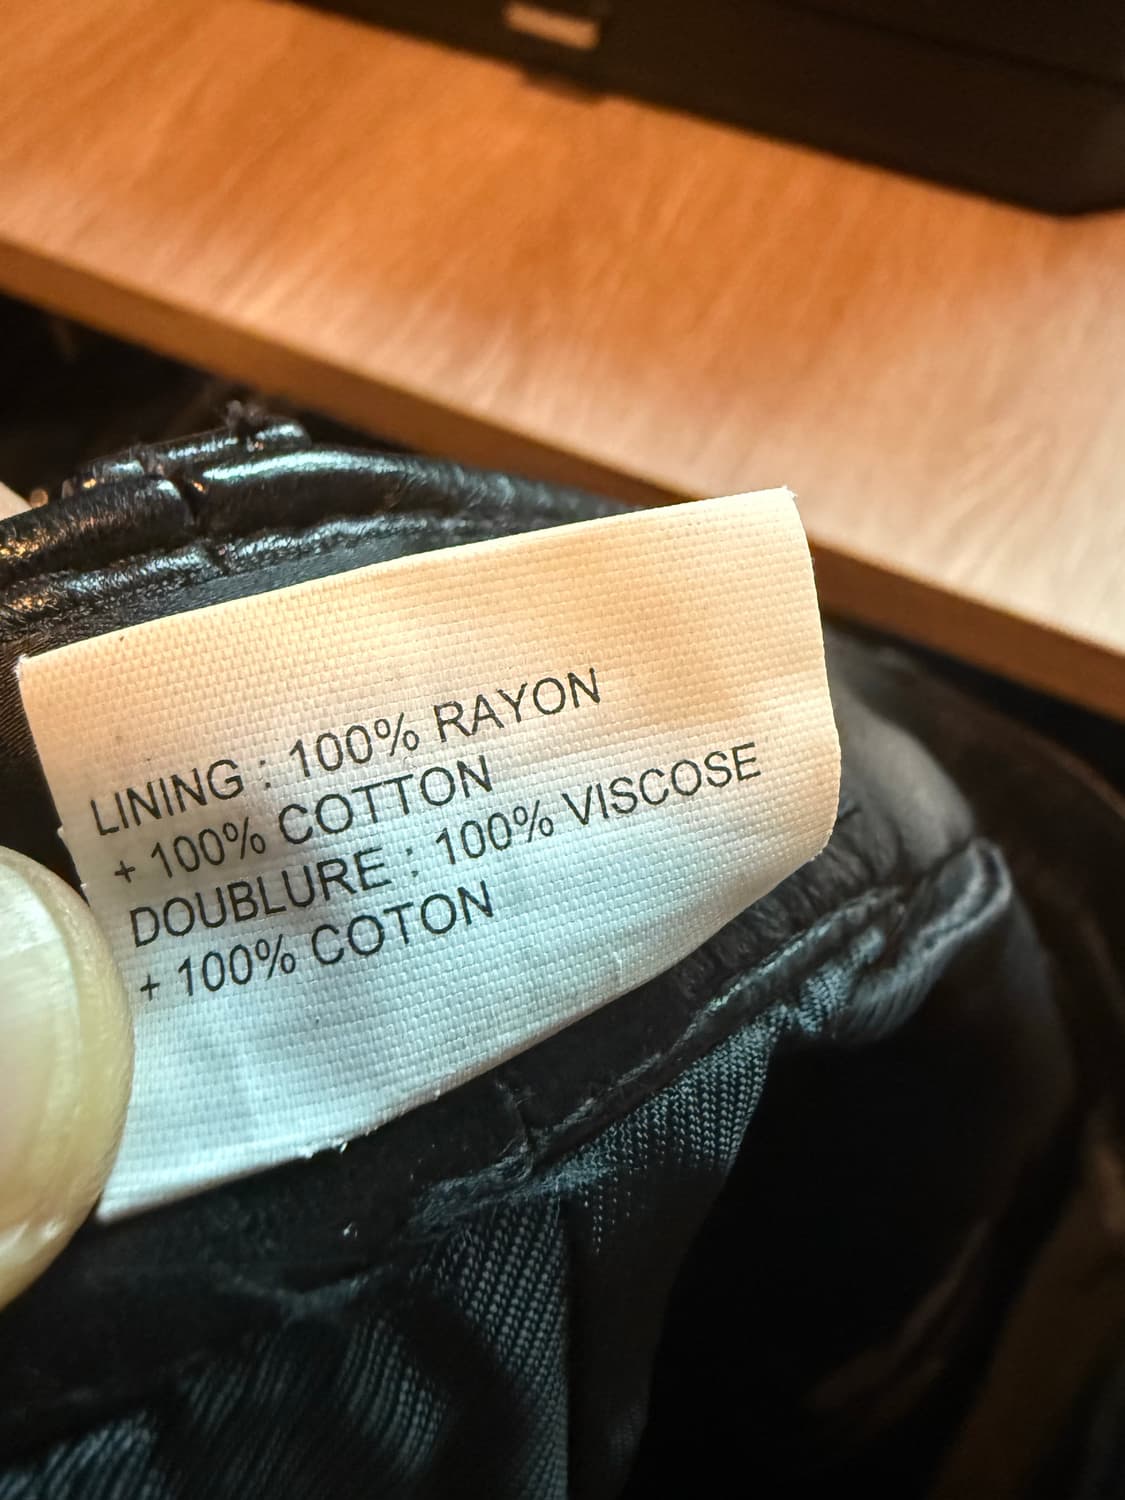 LINING : 100% RAYON
+ 100% COTTON
DOUBLURE : 100% VISCOSE
+ 100% COTON